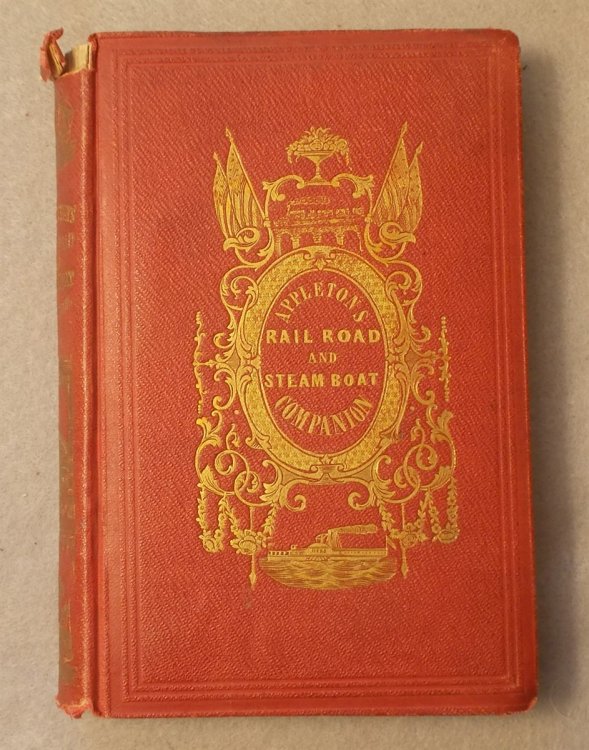 APPLETON'S
RAIL ROAD
AND
STEAM BOAT
COMPANION